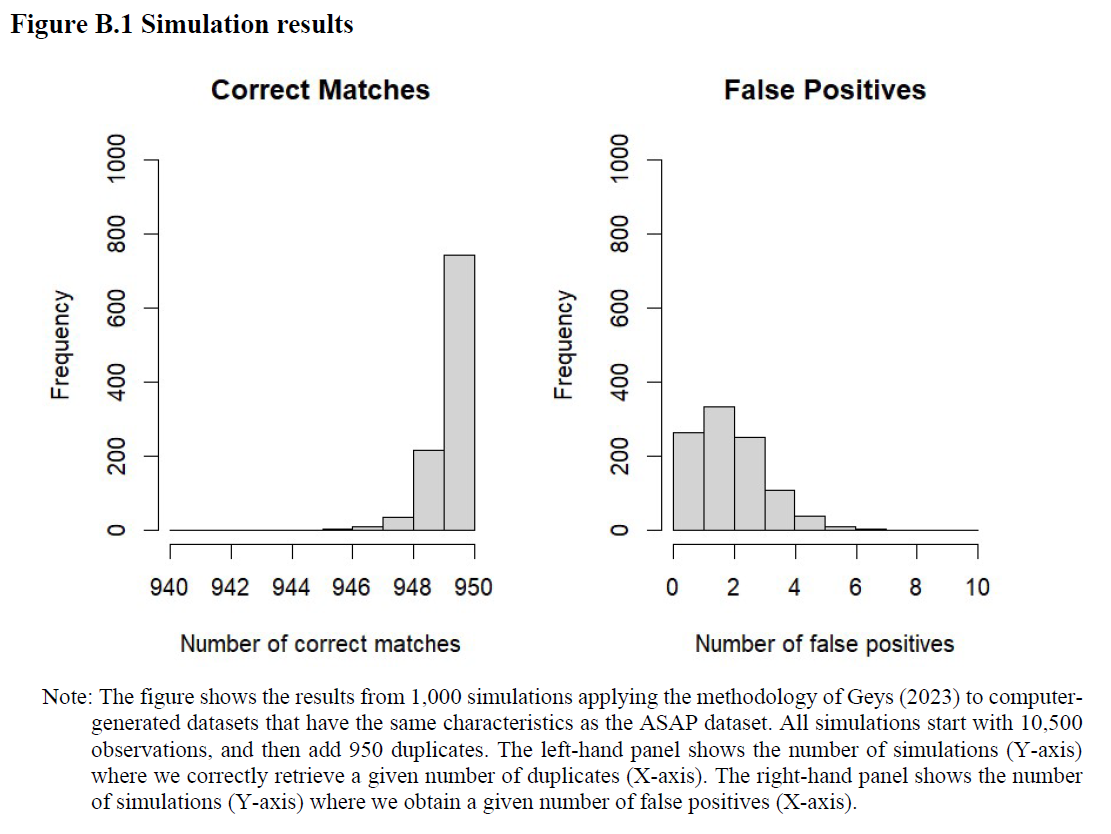 Figure B.1 Simulation results
Correct Matches
Frequency
1000
800
600
400
200
0
940 942 944 946 948 950
Number of correct matches
False Positives
Frequency
1000
800
600
400
200
0
0 2 4 6 8 10
Number of false positives
Note: The figure shows the results from 1,000 simulations applying the methodology of Geys (2023) to computer-
generated datasets that have the same characteristics as the ASAP dataset. All simulations start with 10,500
observations, and then add 950 duplicates. The left-hand panel shows the number of simulations (Y-axis)
where we correctly retrieve a given number of duplicates (X-axis). The right-hand panel shows the number
of simulations (Y-axis) where we obtain a given number of false positives (X-axis).